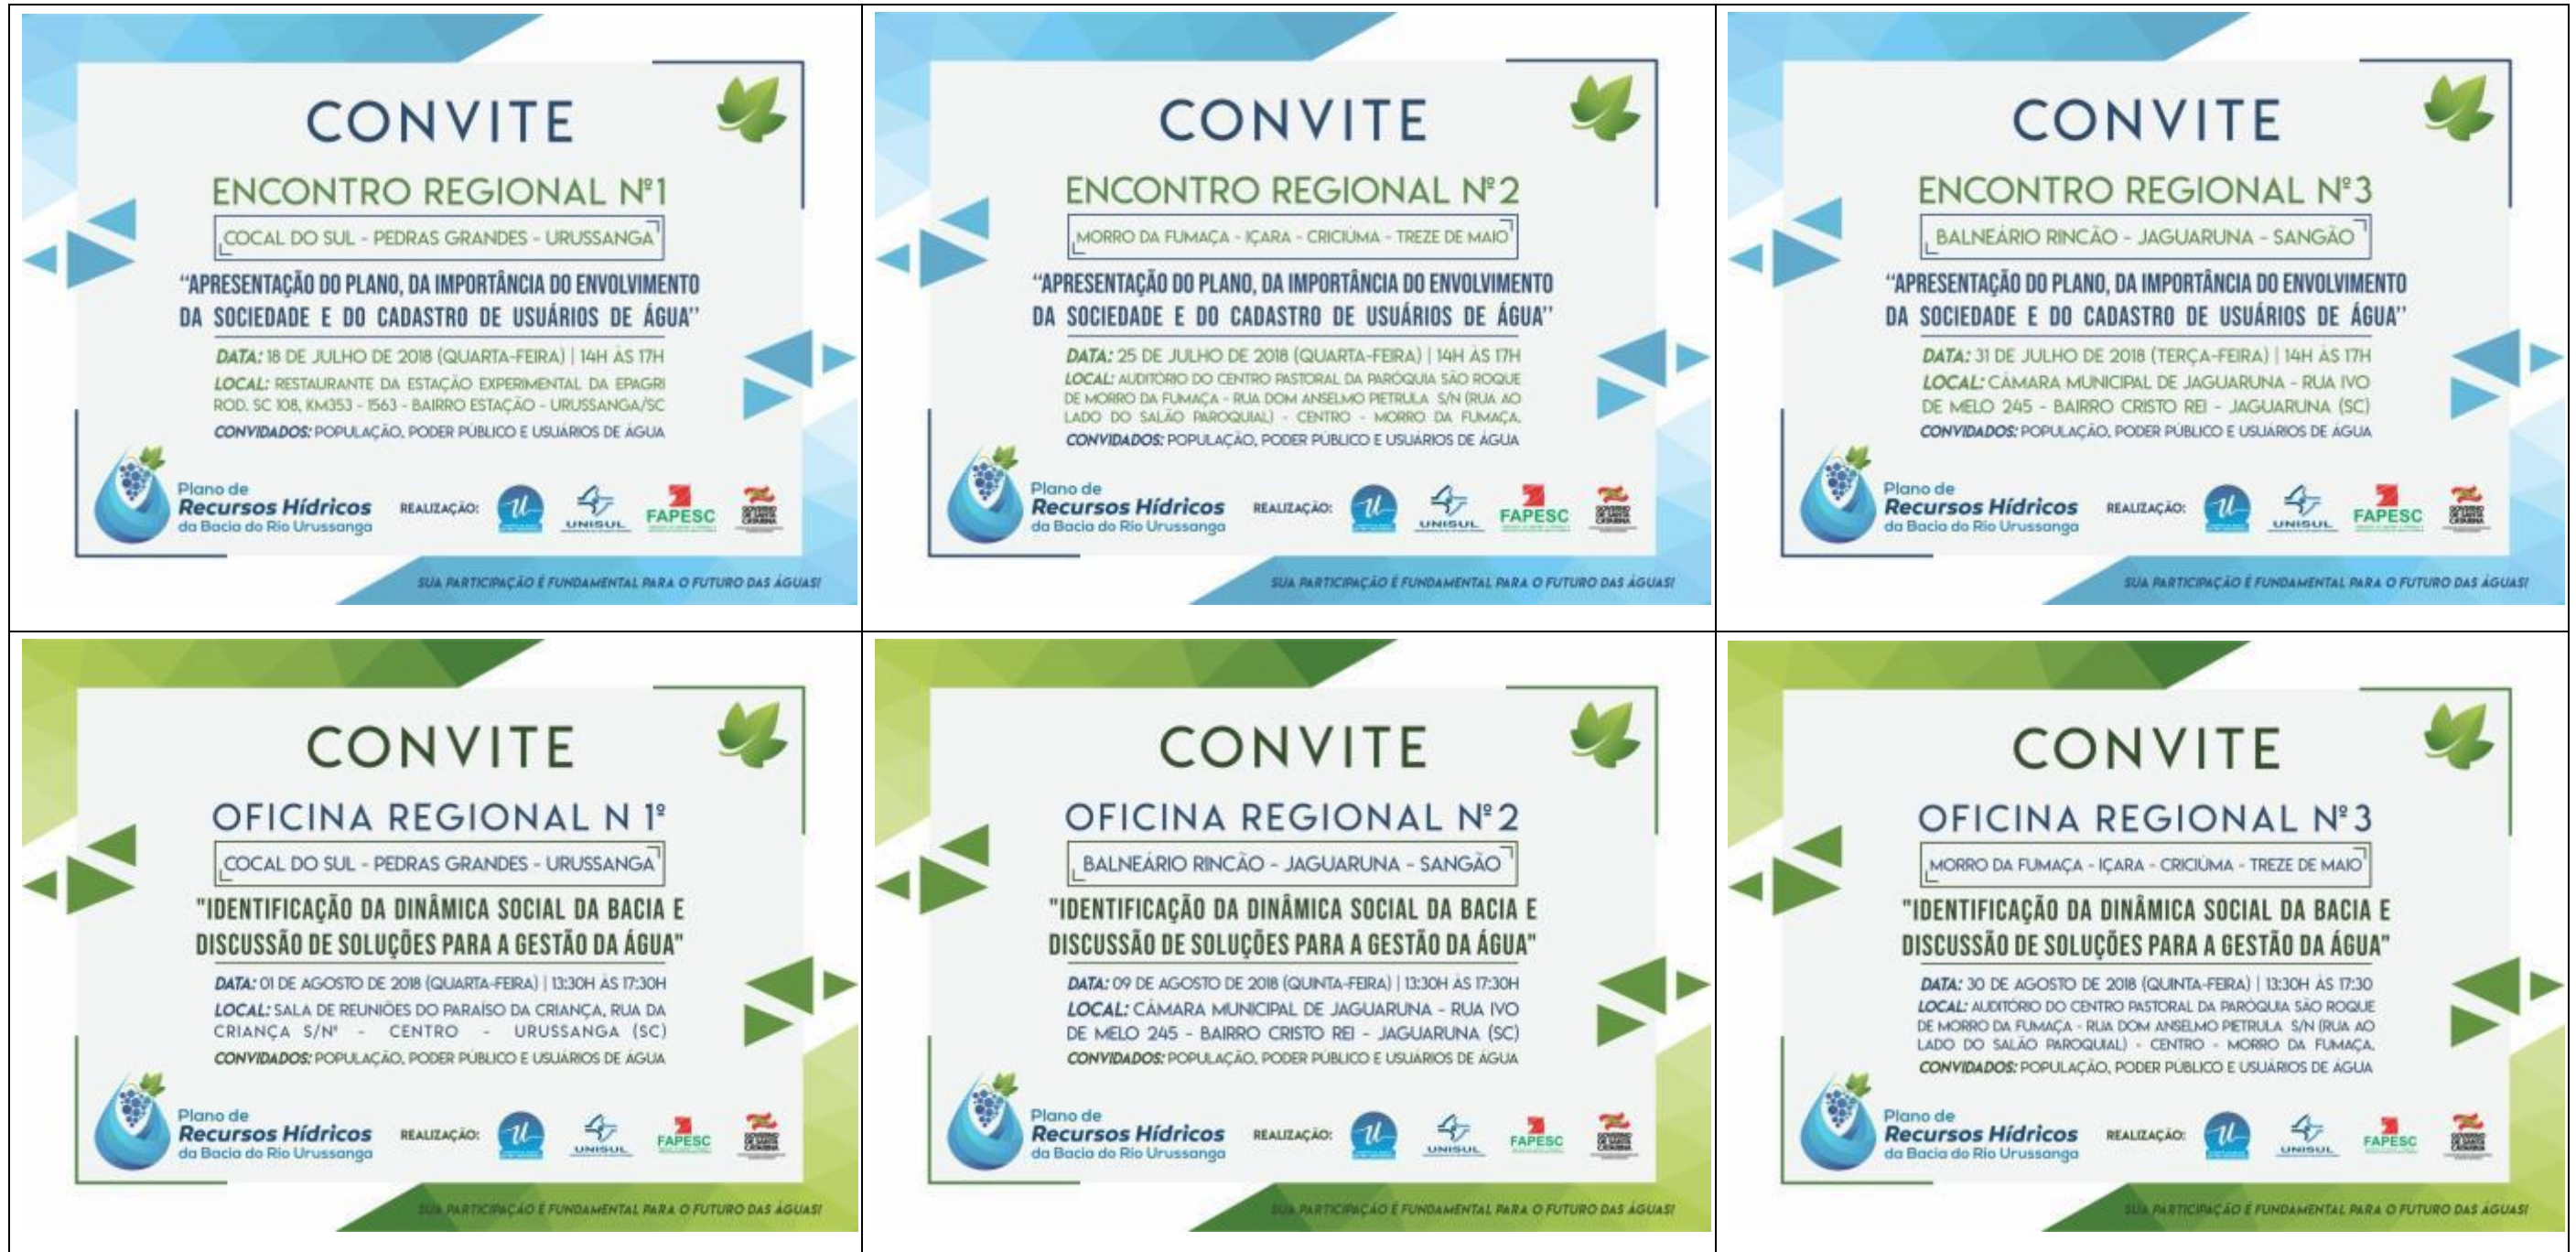 CONVITE
ENCONTRO REGIONAL Nº1
COCAL DO SUL - PEDRAS GRANDES - URUSSANGA
“APRESENTAÇÃO DO PLANO, DA IMPORTÂNCIA DO ENVOLVIMENTO
DA SOCIEDADE E DO CADASTRO DE USUÁRIOS DE ÁGUA’’
DATA: 18 DE JULHO DE 2018 (QUARTA-FEIRA) | 14H ÀS 17H
LOCAL: RESTAURANTE DA ESTAÇÃO EXPERIMENTAL DA EPAGRI
ROD. SC 108, KM353 - 1563 - BAIRRO ESTAÇÃO - URUSSANGA/SC
CONVIDADOS: POPULAÇÃO, PODER PÚBLICO E USUÁRIOS DE ÁGUA
Plano de
Recursos Hídricos
da Bacia do Rio Urussanga
REALIZAÇÃO:
UNISUL
FAPESC
GOVERNO
DE SANTA
CATARINA
SUA PARTICIPAÇÃO É FUNDAMENTAL PARA O FUTURO DAS ÁGUAS!
CONVITE
ENCONTRO REGIONAL Nº2
MORRO DA FUMAÇA - IÇARA - CRICIÚMA - TREZE DE MAIO
“APRESENTAÇÃO DO PLANO, DA IMPORTÂNCIA DO ENVOLVIMENTO
DA SOCIEDADE E DO CADASTRO DE USUÁRIOS DE ÁGUA’’
DATA: 25 DE JULHO DE 2018 (QUARTA-FEIRA) | 14H ÀS 17H
LOCAL: AUDITÓRIO DO CENTRO PASTORAL DA PARÓQUIA SÃO ROQUE
DE MORRO DA FUMAÇA - RUA DOM ANSELMO PIETRULA S/N (RUA AO
LADO DO SALÃO PAROQUIAL) - CENTRO - MORRO DA FUMAÇA.
CONVIDADOS: POPULAÇÃO, PODER PÚBLICO E USUÁRIOS DE ÁGUA
Plano de
Recursos Hídricos
da Bacia do Rio Urussanga
REALIZAÇÃO:
UNISUL
FAPESC
GOVERNO
DE SANTA
CATARINA
SUA PARTICIPAÇÃO É FUNDAMENTAL PARA O FUTURO DAS ÁGUAS!
CONVITE
ENCONTRO REGIONAL Nº3
BALNEÁRIO RINCÃO - JAGUARUNA - SANGÃO
“APRESENTAÇÃO DO PLANO, DA IMPORTÂNCIA DO ENVOLVIMENTO
DA SOCIEDADE E DO CADASTRO DE USUÁRIOS DE ÁGUA’’
DATA: 31 DE JULHO DE 2018 (TERÇA-FEIRA) | 14H ÀS 17H
LOCAL: CÂMARA MUNICIPAL DE JAGUARUNA - RUA IVO
DE MELO 245 - BAIRRO CRISTO REI - JAGUARUNA (SC)
CONVIDADOS: POPULAÇÃO, PODER PÚBLICO E USUÁRIOS DE ÁGUA
Plano de
Recursos Hídricos
da Bacia do Rio Urussanga
REALIZAÇÃO:
UNISUL
FAPESC
GOVERNO
DE SANTA
CATARINA
SUA PARTICIPAÇÃO É FUNDAMENTAL PARA O FUTURO DAS ÁGUAS!
CONVITE
OFICINA REGIONAL N 1º
COCAL DO SUL - PEDRAS GRANDES - URUSSANGA
"IDENTIFICAÇÃO DA DINÂMICA SOCIAL DA BACIA E
DISCUSSÃO DE SOLUÇÕES PARA A GESTÃO DA ÁGUA"
DATA: 01 DE AGOSTO DE 2018 (QUARTA-FEIRA) | 13:30H ÀS 17:30H
LOCAL: SALA DE REUNIÕES DO PARAÍSO DA CRIANÇA, RUA DA
CRIANÇA S/Nº - CENTRO - URUSSANGA (SC)
CONVIDADOS: POPULAÇÃO, PODER PÚBLICO E USUÁRIOS DE ÁGUA
Plano de
Recursos Hídricos
da Bacia do Rio Urussanga
REALIZAÇÃO:
UNISUL
FAPESC
GOVERNO
DE SANTA
CATARINA
SUA PARTICIPAÇÃO É FUNDAMENTAL PARA O FUTURO DAS ÁGUAS!
CONVITE
OFICINA REGIONAL Nº2
BALNEÁRIO RINCÃO - JAGUARUNA - SANGÃO
"IDENTIFICAÇÃO DA DINÂMICA SOCIAL DA BACIA E
DISCUSSÃO DE SOLUÇÕES PARA A GESTÃO DA ÁGUA"
DATA: 09 DE AGOSTO DE 2018 (QUINTA-FEIRA) | 13:30H ÀS 17:30H
LOCAL: CÂMARA MUNICIPAL DE JAGUARUNA - RUA IVO
DE MELO 245 - BAIRRO CRISTO REI - JAGUARUNA (SC)
CONVIDADOS: POPULAÇÃO, PODER PÚBLICO E USUÁRIOS DE ÁGUA
Plano de
Recursos Hídricos
da Bacia do Rio Urussanga
REALIZAÇÃO:
UNISUL
FAPESC
GOVERNO
DE SANTA
CATARINA
SUA PARTICIPAÇÃO É FUNDAMENTAL PARA O FUTURO DAS ÁGUAS!
CONVITE
OFICINA REGIONAL Nº3
MORRO DA FUMAÇA - IÇARA - CRICIÚMA - TREZE DE MAIO
"IDENTIFICAÇÃO DA DINÂMICA SOCIAL DA BACIA E
DISCUSSÃO DE SOLUÇÕES PARA A GESTÃO DA ÁGUA"
DATA: 30 DE AGOSTO DE 2018 (QUINTA-FEIRA) | 13:30H ÀS 17:30
LOCAL: AUDITÓRIO DO CENTRO PASTORAL DA PARÓQUIA SÃO ROQUE
DE MORRO DA FUMAÇA - RUA DOM ANSELMO PIETRULA S/N (RUA AO
LADO DO SALÃO PAROQUIAL) - CENTRO - MORRO DA FUMAÇA.
CONVIDADOS: POPULAÇÃO, PODER PÚBLICO E USUÁRIOS DE ÁGUA
Plano de
Recursos Hídricos
da Bacia do Rio Urussanga
REALIZAÇÃO:
UNISUL
FAPESC
GOVERNO
DE SANTA
CATARINA
SUA PARTICIPAÇÃO É FUNDAMENTAL PARA O FUTURO DAS ÁGUAS!